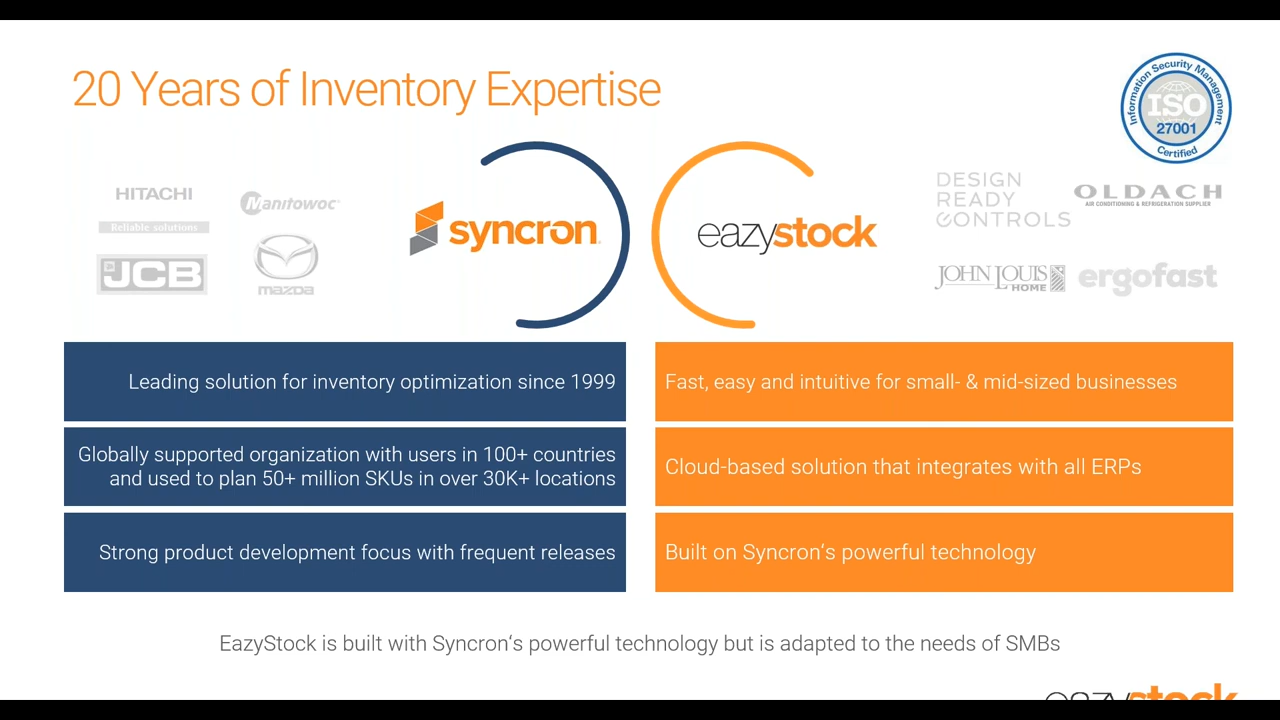 20 Years of Inventory Expertise
Information Security Management
ISO
27001
Certified
HITACHI
Reliable solutions
Manitowoc
JCB
mazda
syncron
eazystock
DESIGN
READY
CONTROLS
OLDACH
AIR CONDITIONING & REFRIGERATION SUPPLIER
JOHN LOUIS
HOME
ergofast
Leading solution for inventory optimization since 1999
Globally supported organization with users in 100+ countries
and used to plan 50+ million SKUs in over 30K+ locations
Strong product development focus with frequent releases
Fast, easy and intuitive for small- & mid-sized businesses
Cloud-based solution that integrates with all ERPs
Built on Syncron‘s powerful technology
EazyStock is built with Syncron‘s powerful technology but is adapted to the needs of SMBs
eazystock